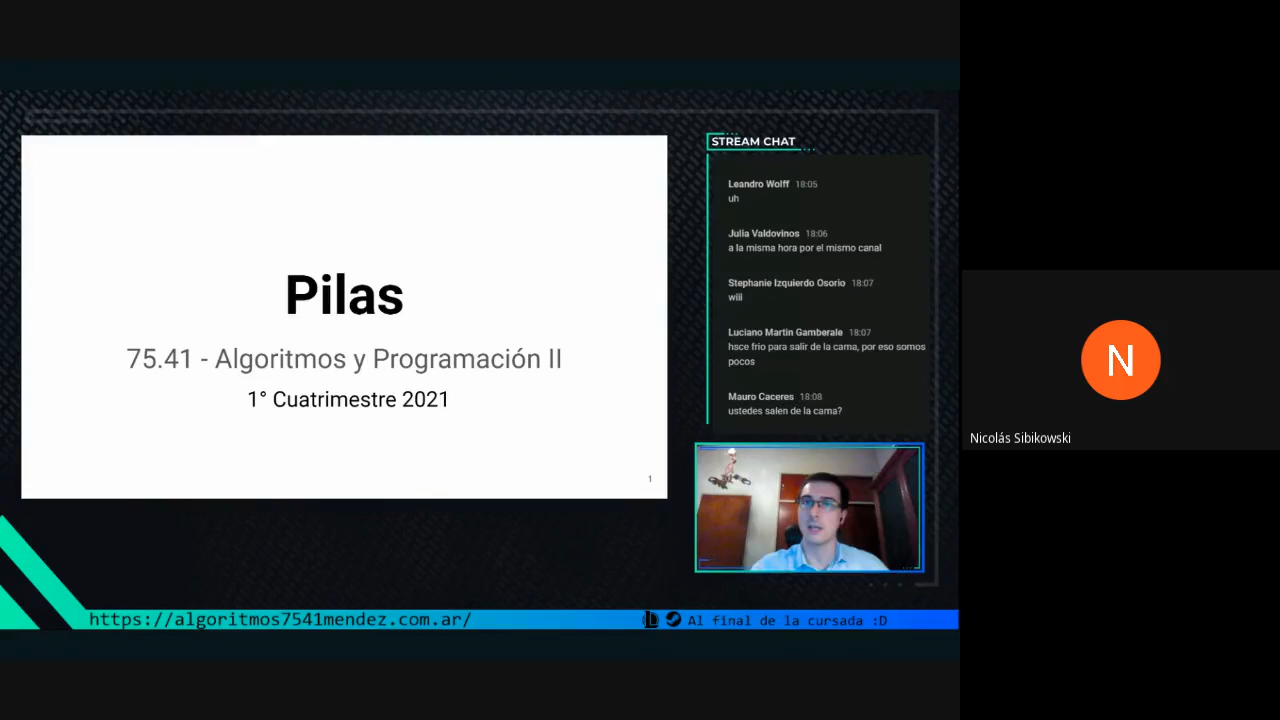 Pilas
75.41 - Algoritmos y Programación II
1° Cuatrimestre 2021
1
STREAM CHAT
Leandro Wolff 18:05
uh
Julia Valdovinos 18:06
a la misma hora por el mismo canal
Stephanie Izquierdo Osorio 18:07
wiii
Luciano Martin Gamberale 18:07
hsce frio para salir de la cama, por eso somos
pocos
Mauro Caceres 18:08
ustedes salen de la cama?
https://algoritmos7541mendez.com.ar/
Al final de la cursada :D
N
Nicolás Sibikowski